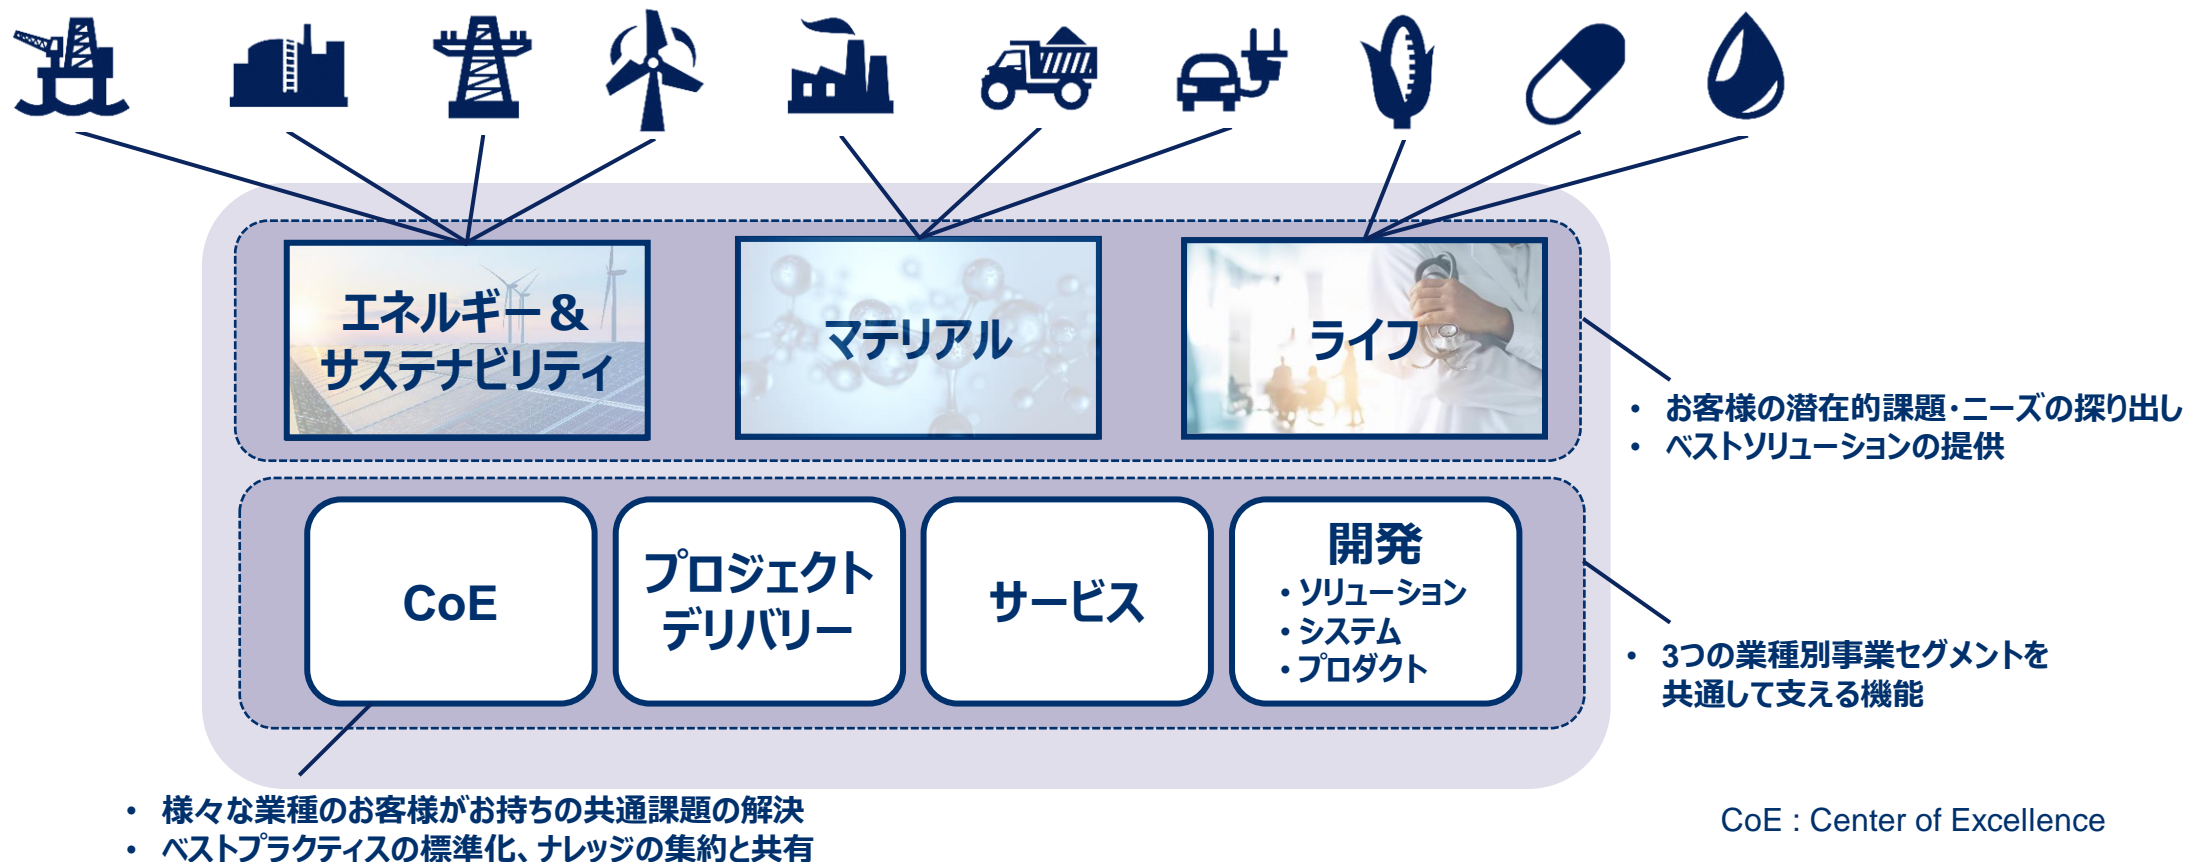 エネルギー＆
サステナビリティ
マテリアル
ライフ
• お客様の潜在的課題・ニーズの探り出し
• ベストソリューションの提供
CoE
プロジェクト
デリバリー
サービス
開発
・ソリューション
・システム
・プロダクト
• 3つの業種別事業セグメントを
共通して支える機能
• 様々な業種のお客様がお持ちの共通課題の解決
• ベストプラクティスの標準化、ナレッジの集約と共有
CoE : Center of Excellence